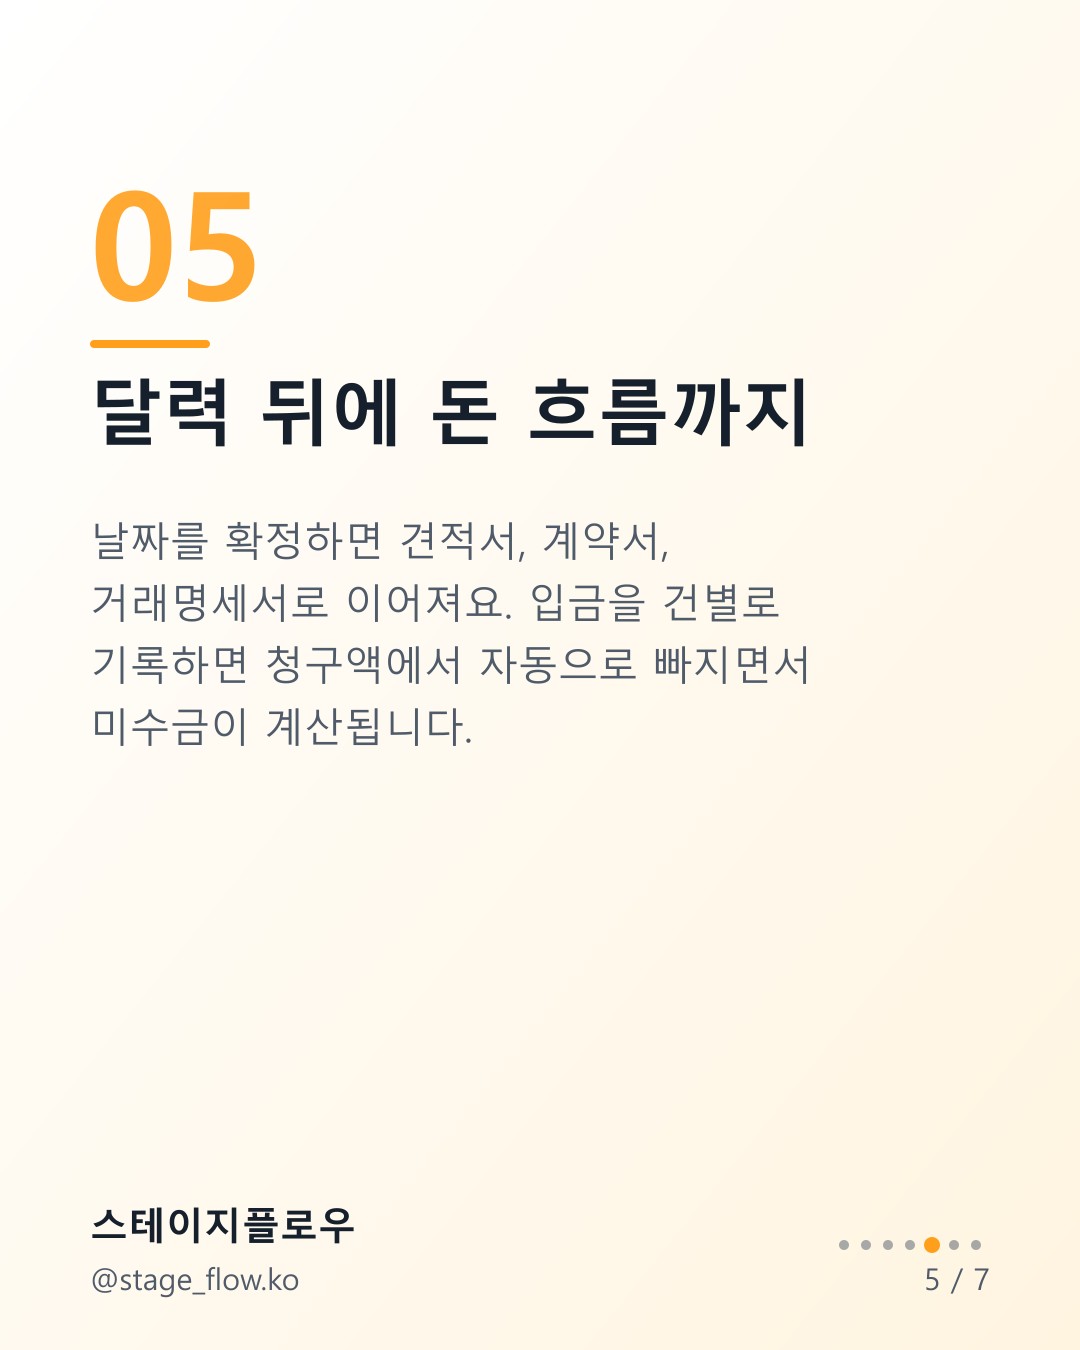 05
달력 뒤에 돈 흐름까지
날짜를 확정하면 견적서, 계약서,
거래명세서로 이어져요. 입금을 건별로
기록하면 청구액에서 자동으로 빠지면서
미수금이 계산됩니다.
스테이지플로우
@stage_flow.ko
5 / 7